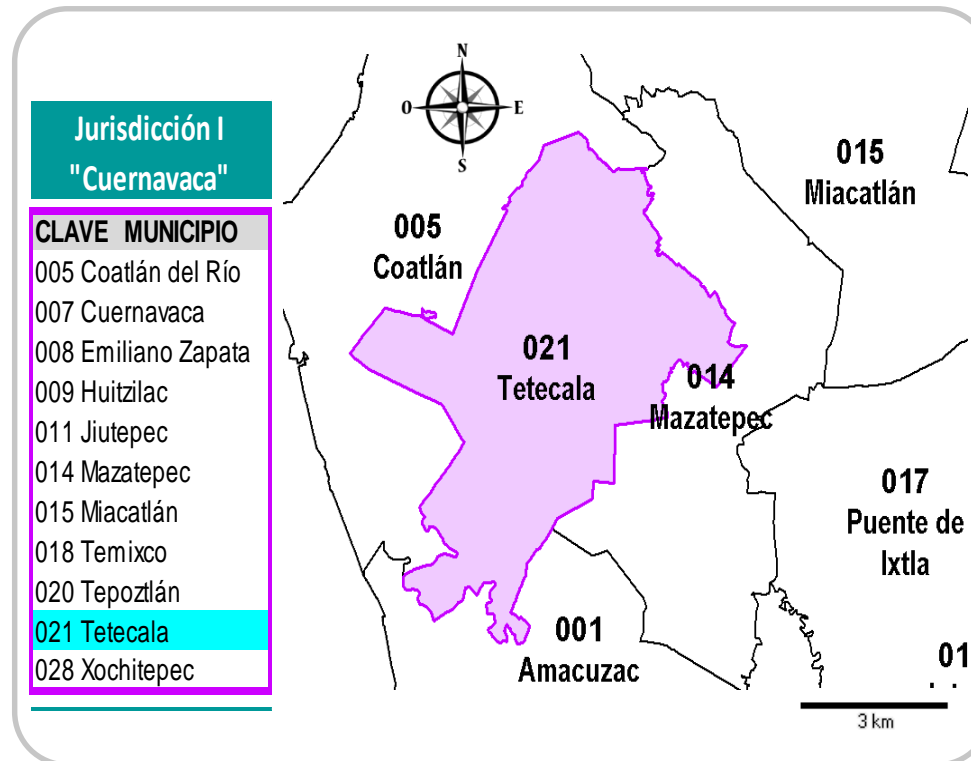 Jurisdicción I
"Cuernavaca"
CLAVE MUNICIPIO
005 Coatlán del Río
007 Cuernavaca
008 Emiliano Zapata
009 Huitzilac
011 Jiutepec
014 Mazatepec
015 Miacatlán
018 Temixco
020 Tepoztlán
021 Tetecala
028 Xochitepec
N
O
E
S
015
Miacatlán
005
Coatlán
021
Tetecala
014
Mazatepec
017
Puente de
Ixtla
001
Amacuzac
01
3 km